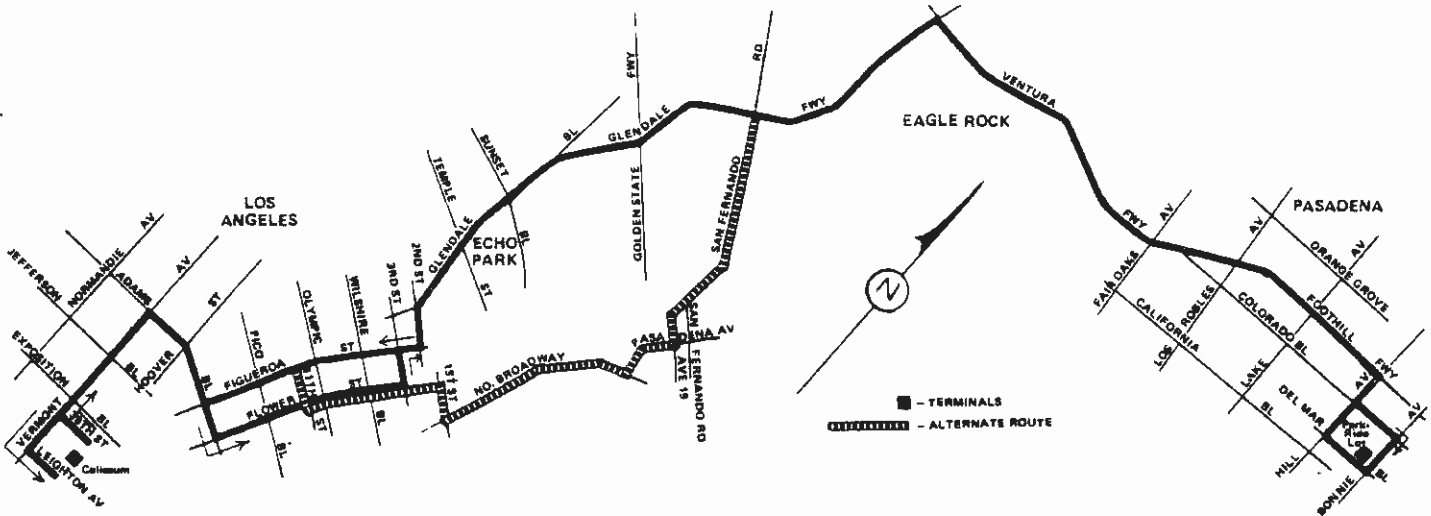 LOS
ANGELES
JEFFERSON
BL
NORMANDIE
AV
ADAMS
BL
AV
HOOVER
ST
EXPOSITION
BL
VERMONT
39TH ST
LEIGHTON AV
Coliseum
PICO
BL
OLYMPIC
WILSHIRE
BL
3RD ST
2ND ST
1ST ST
FIGUEROA
ST
FLOWER
ST
ST
TEMPLE
ST
SUNSET
BL
GLENDALE
BL
ECHO
PARK
GLENDALE
FWY
GOLDEN STATE
FWY
SAN FERNANDO
RD
NO. BROADWAY
PASADENA AV
AVE 19
SAN
FERNANDO RD
EAGLE ROCK
VENTURA
FWY
N
- TERMINALS
- ALTERNATE ROUTE
PASADENA
FAIR OAKS
AV
LOS ROBLES
AV
LAKE
AV
ORANGE GROVE
CALIFORNIA
BL
COLORADO BL
FOOTHILL
FWY
DEL MAR
BL
HILL
AV
BONNIE
AV
Park-
Ride
Lot